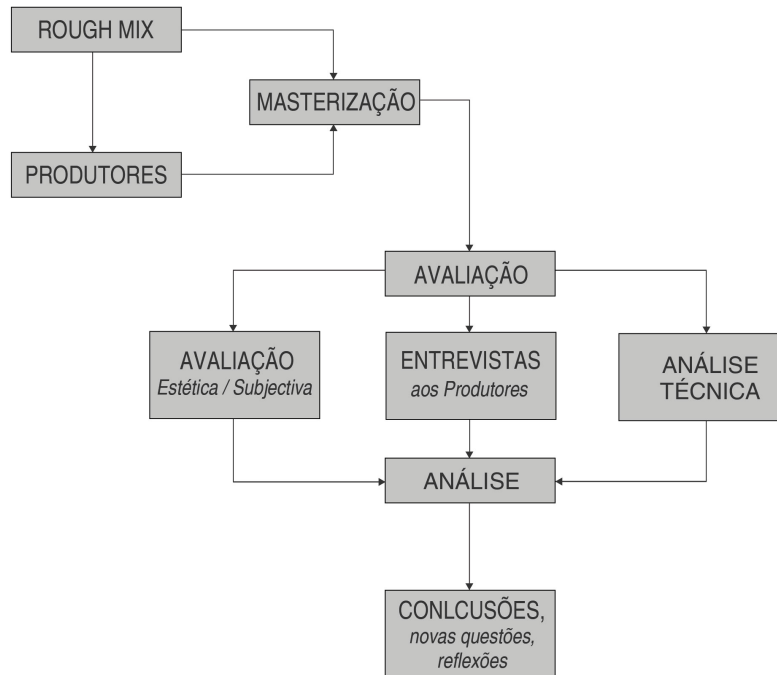 ROUGH MIX
MASTERIZAÇÃO
PRODUTORES
AVALIAÇÃO
AVALIAÇÃO
Estética / Subjectiva
ENTREVISTAS
aos Produtores
ANÁLISE
TÉCNICA
ANÁLISE
CONLCUSÕES,
novas questões,
reflexões